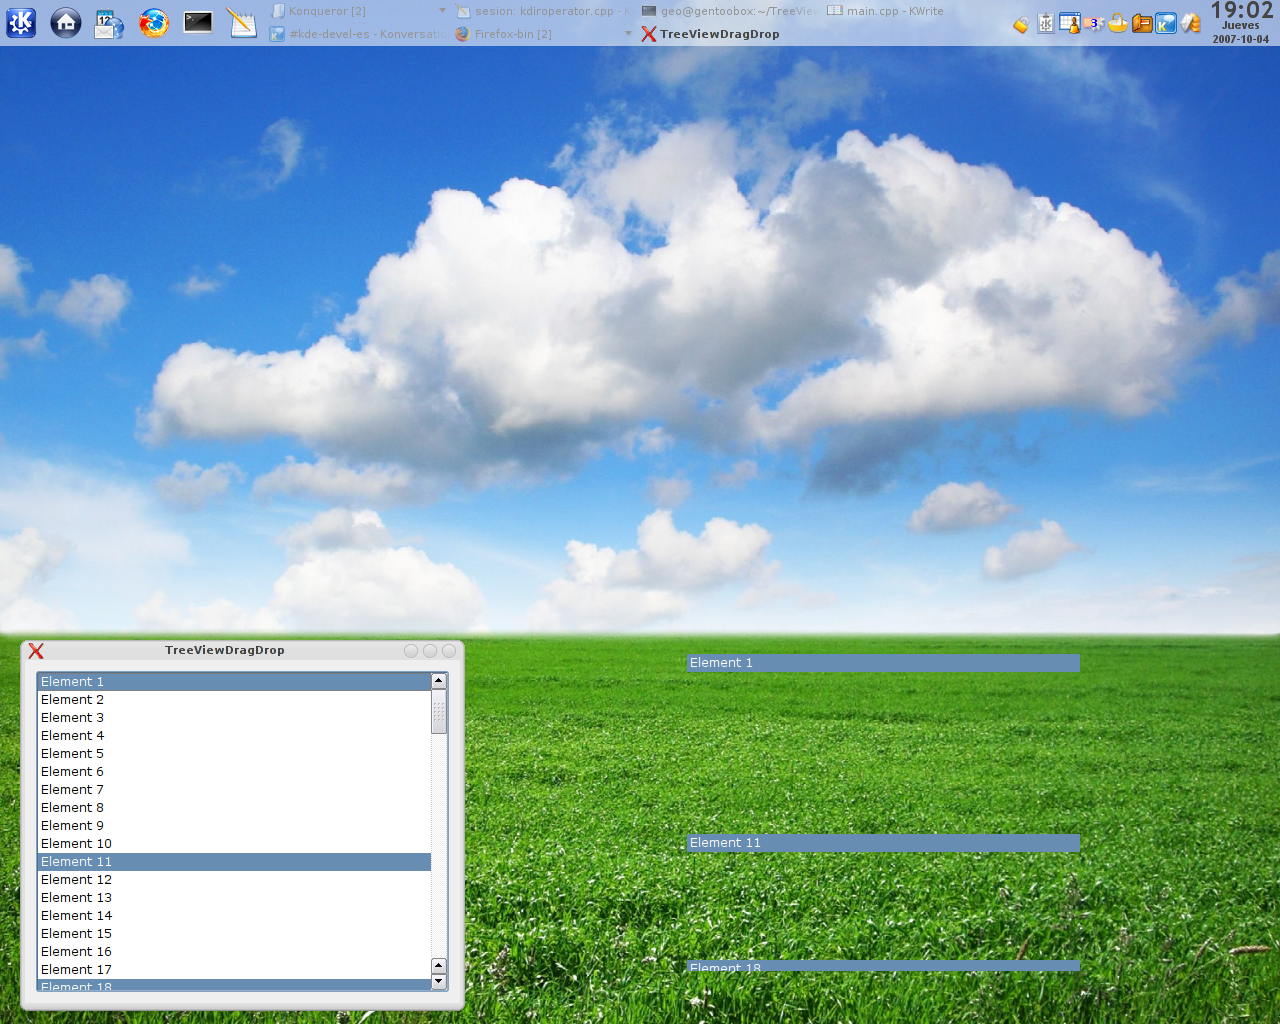 Konqueror [2]
sesion: kdiroperator.cpp - K
geo@gentoobox:~/TreeView
main.cpp - KWrite
#kde-devel-es - Konversati
Firefox-bin [2]
TreeViewDragDrop
12
3
19:02
Jueves
2007-10-04
TreeViewDragDrop
Element 1
Element 2
Element 3
Element 4
Element 5
Element 6
Element 7
Element 8
Element 9
Element 10
Element 11
Element 12
Element 13
Element 14
Element 15
Element 16
Element 17
Element 18
Element 1
Element 11
Element 18